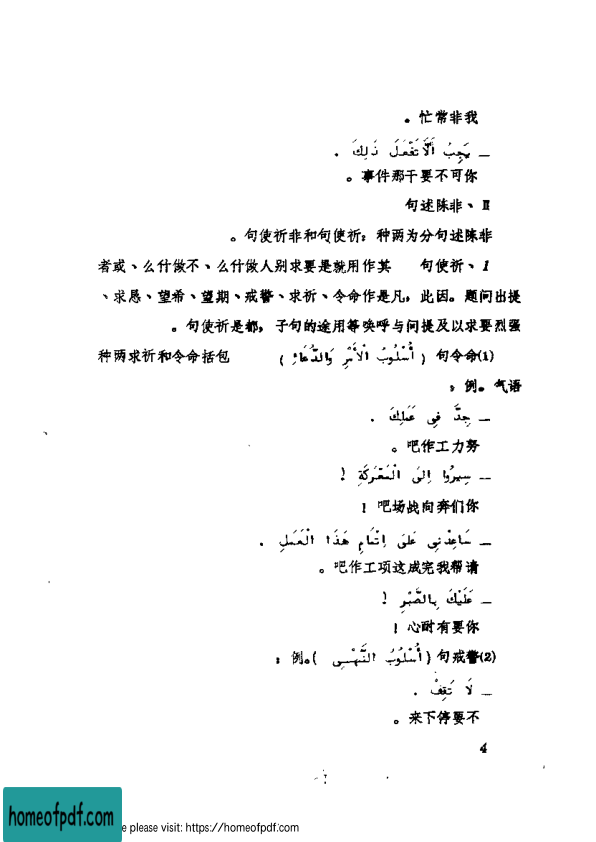 我非常忙。
— يَجِبُ أَلَّا تَفْعَلَ ذَلِكَ .
你可不要干那件事。
Ⅱ、非陈述句
非陈述句分为两种:祈使句和非祈使句。
1、祈使句 其作用就是要求别人做什么、不做什么、或者
提出问题。因此,凡是作命令、祈求、警戒、期望、希望、恳求、
强烈要求以及提问与呼唤等用途的句子,都是祈使句。
(1)命令句 (أُسْلُوبُ الْأَمْرِ وَالدُّعَاءِ) 包括命令和祈求两种
语气。例:
— جِدَّ فِى عَمَلِكَ .
努力工作吧。
— سِيرُوا اِلَى الْمَعْرَكَةِ !
你们奔向战场吧!
— سَاعِدْنِى عَلَى اِتْمَامِ هَذَا الْعَمَلِ .
请帮我完成这项工作吧。
— عَلَيْكَ بِالصَّبْرِ !
你要有耐心!
(2)警戒句 (أُسْلُوبُ النَّهْىِ)。例:
— لَا تَقِفْ .
不要停下来。
4
homeofpdf.com
e please visit: https://homeofpdf.com